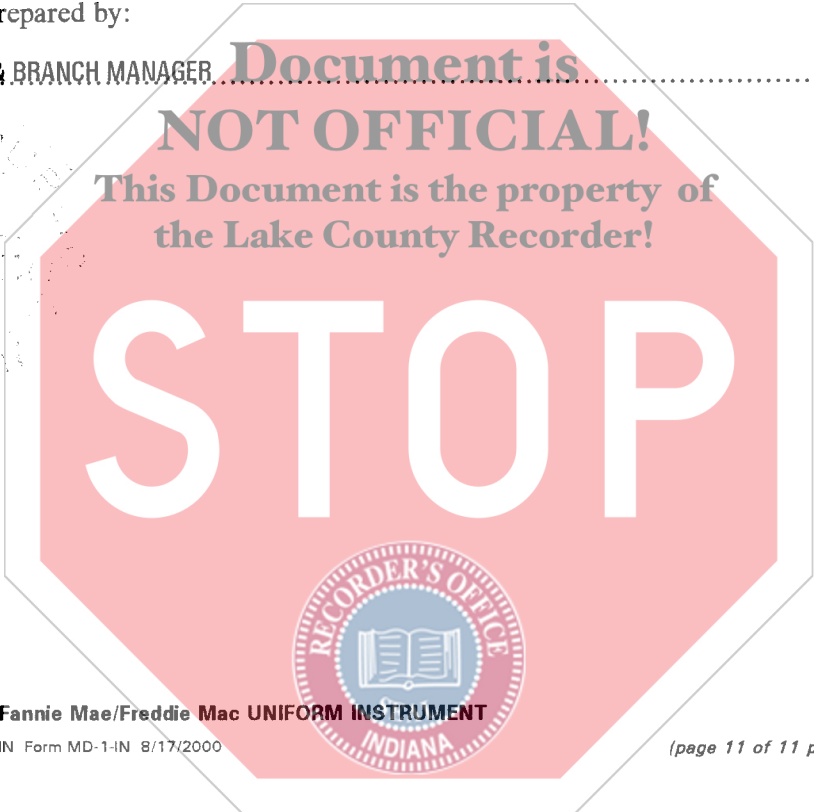 repared by:
& BRANCH MANAGER
Document is
NOT OFFICIAL!
This Document is the property of
the Lake County Recorder!
STOP
RECORDER'S OFFICE
INDIANA
Fannie Mae/Freddie Mac UNIFORM INSTRUMENT
IN Form MD-1-IN 8/17/2000
(page 11 of 11 p